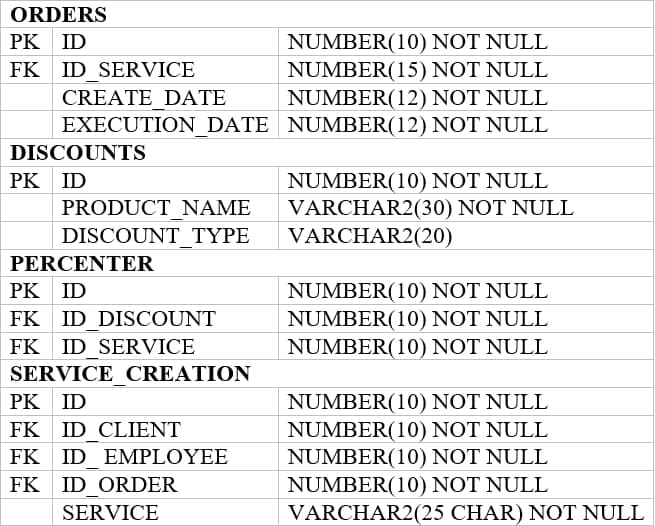 ORDERS
PK ID NUMBER(10) NOT NULL
FK ID_SERVICE NUMBER(15) NOT NULL
CREATE_DATE NUMBER(12) NOT NULL
EXECUTION_DATE NUMBER(12) NOT NULL
DISCOUNTS
PK ID NUMBER(10) NOT NULL
PRODUCT_NAME VARCHAR2(30) NOT NULL
DISCOUNT_TYPE VARCHAR2(20)
PERCENTER
PK ID NUMBER(10) NOT NULL
FK ID_DISCOUNT NUMBER(10) NOT NULL
FK ID_SERVICE NUMBER(10) NOT NULL
SERVICE_CREATION
PK ID NUMBER(10) NOT NULL
FK ID_CLIENT NUMBER(10) NOT NULL
FK ID_ EMPLOYEE NUMBER(10) NOT NULL
FK ID_ORDER NUMBER(10) NOT NULL
SERVICE VARCHAR2(25 CHAR) NOT NULL